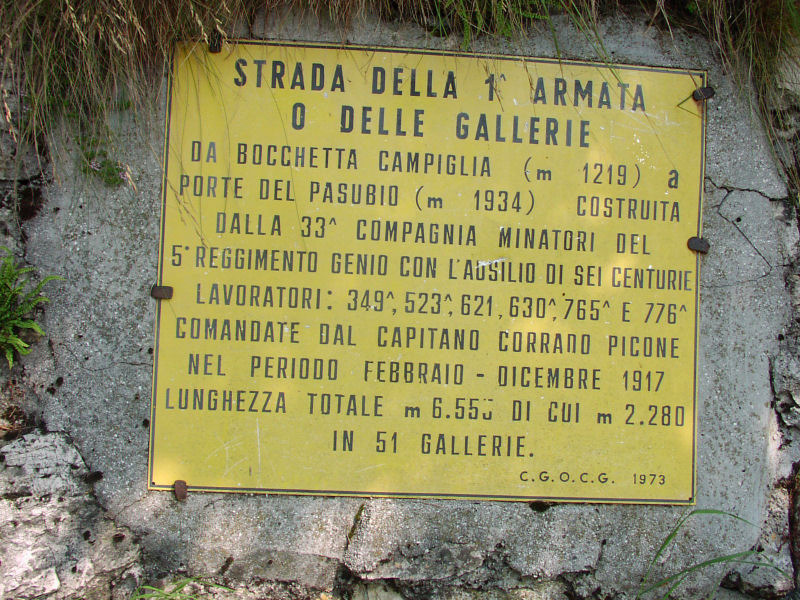 STRADA DELLA 1^ ARMATA
O DELLE GALLERIE
DA BOCCHETTA CAMPIGLIA (m 1219) a
PORTE DEL PASUBIO (m 1934) COSTRUITA
DALLA 33^ COMPAGNIA MINATORI DEL
5° REGGIMENTO GENIO CON L'AUSILIO DI SEI CENTURIE
LAVORATORI: 349^, 523^, 621, 630^, 765^ E 776^
COMANDATE DAL CAPITANO CORRADO PICONE
NEL PERIODO FEBBRAIO - DICEMBRE 1917
LUNGHEZZA TOTALE m 6.555 DI CUI m 2.280
IN 51 GALLERIE.
C.G.O.C.G. 1973